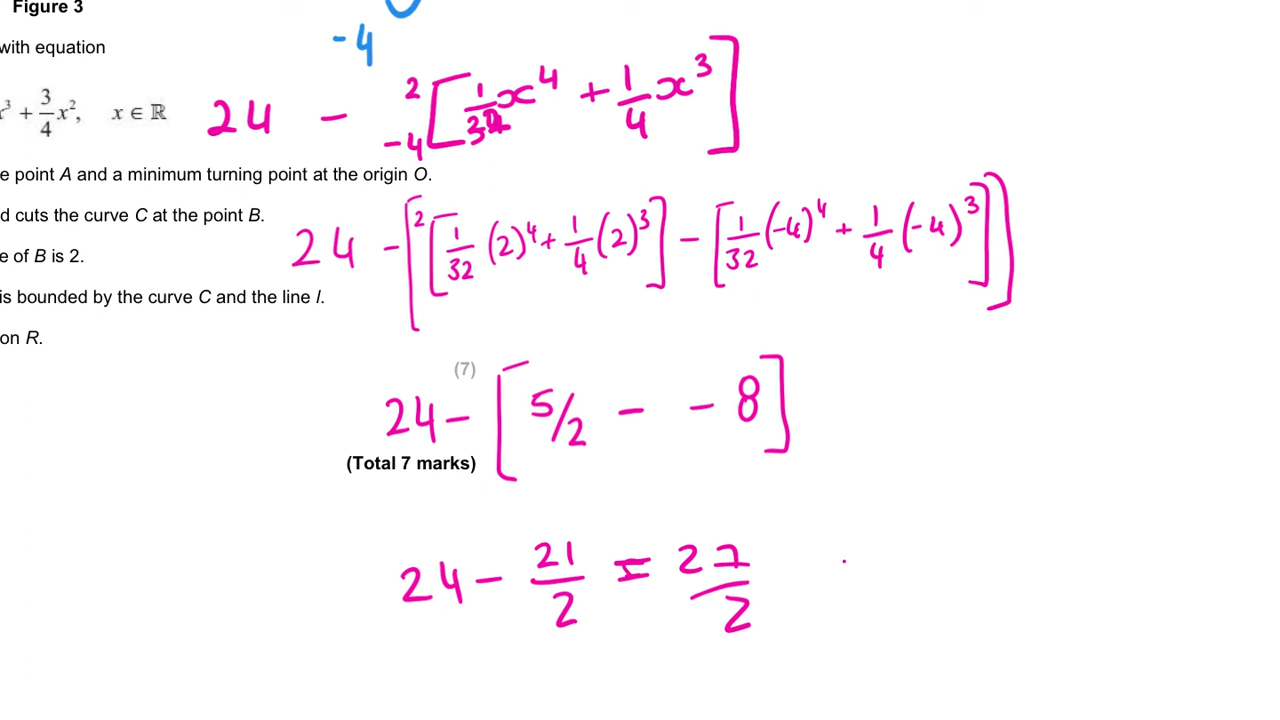 Figure 3
-4
with equation
x³ + 3/4 x², x ∈ ℝ
24 - ₋₄²[1/32 x⁴ + 1/4 x³]
e point A and a minimum turning point at the origin O.
d cuts the curve C at the point B.
24 - [²[1/32 (2)⁴ + 1/4 (2)³] - [1/32 (-4)⁴ + 1/4 (-4)³]]
e of B is 2.
is bounded by the curve C and the line l.
on R.
(7)
24 - [5/2 - - 8]
(Total 7 marks)
24 - 21/2 = 27/2